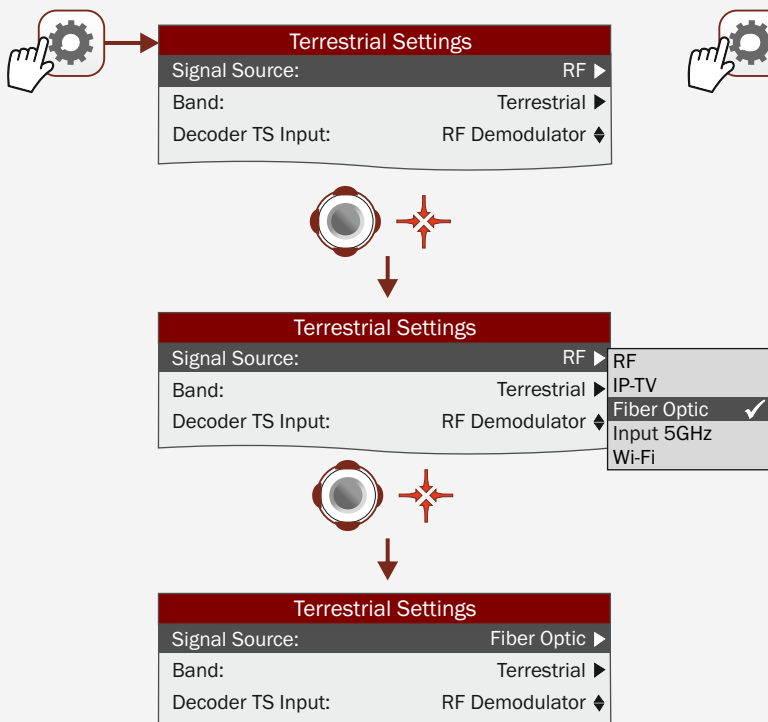 Terrestrial Settings
Signal Source: RF
Band: Terrestrial
Decoder TS Input: RF Demodulator
Terrestrial Settings
Signal Source: RF
Band: Terrestrial
Decoder TS Input: RF Demodulator
RF
IP-TV
Fiber Optic
Input 5GHz
Wi-Fi
Terrestrial Settings
Signal Source: Fiber Optic
Band: Terrestrial
Decoder TS Input: RF Demodulator